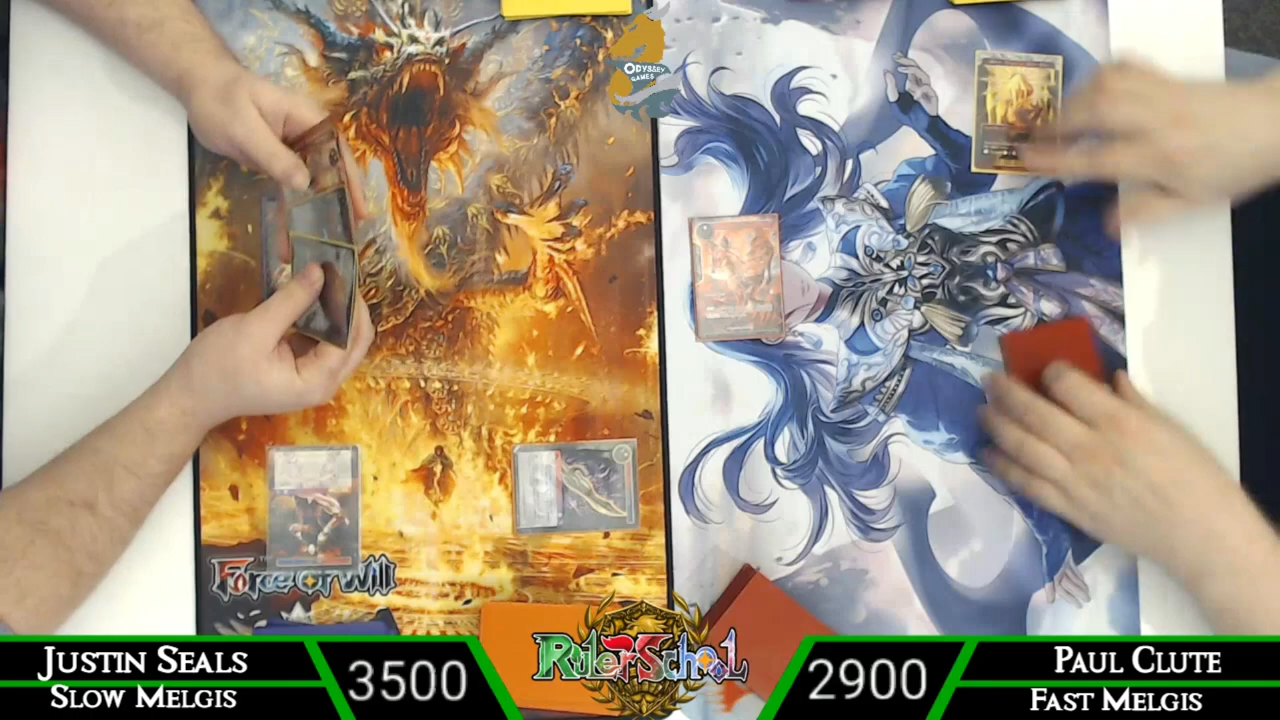 ODYSSEY
GAMES
Force of Will
JUSTIN SEALS
SLOW MELGIS
3500
RulerSchool
2900
PAUL CLUTE
FAST MELGIS